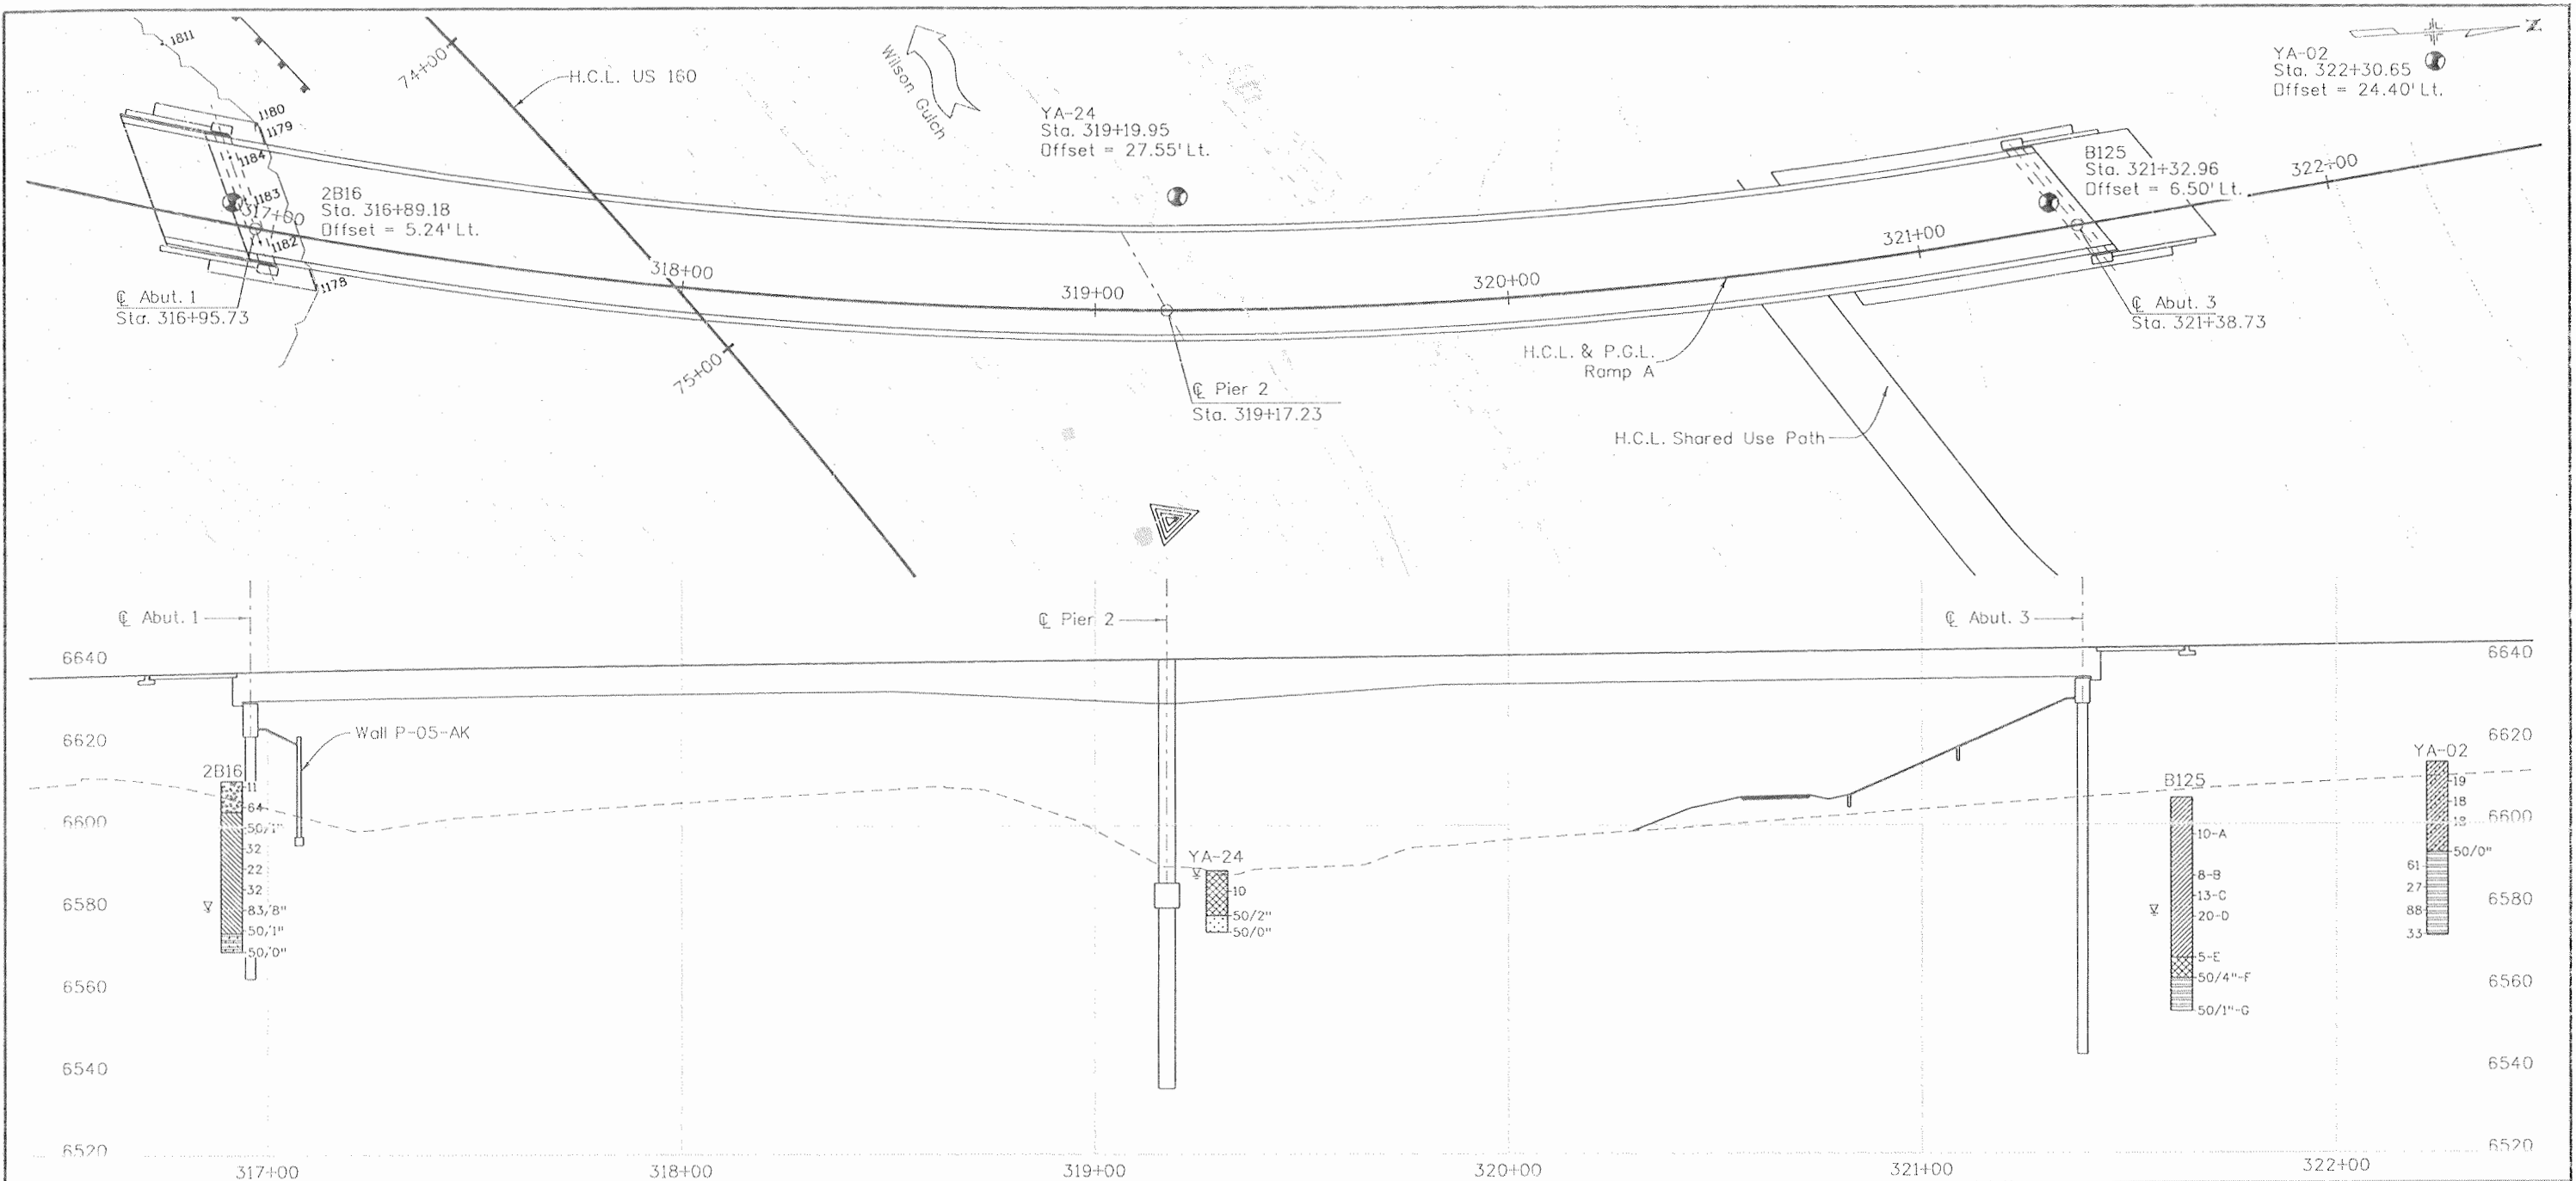 1811
74+00
H.C.L. US 160
Wilson Gulch
YA-24
Sta. 319+19.95
Offset = 27.55' Lt.
YA-02
Sta. 322+30.65
Offset = 24.40' Lt.
Z
1180
1179
1184
1183
317+00
1182
1178
2B16
Sta. 316+89.18
Offset = 5.24' Lt.
B125
Sta. 321+32.96
Offset = 6.50' Lt.
322+00
321+00
320+00
319+00
318+00
75+00
℄ Abut. 1
Sta. 316+95.73
℄ Abut. 3
Sta. 321+38.73
H.C.L. & P.G.L.
Ramp A
℄ Pier 2
Sta. 319+17.23
H.C.L. Shared Use Path
℄ Abut. 1
℄ Pier 2
℄ Abut. 3
6640
6640
Wall P-05-AK
6620
6620
2B16
11
64
50/1"
32
22
32
83/8"
50/1"
50/0"
YA-24
10
50/2"
50/0"
B125
10-A
8-B
13-C
20-D
5-E
50/4"-F
50/1"-G
YA-02
19
18
18
50/0"
61
27
88
33
6600
6600
6580
6580
6560
6560
6540
6540
6520
6520
317+00
318+00
319+00
320+00
321+00
322+00